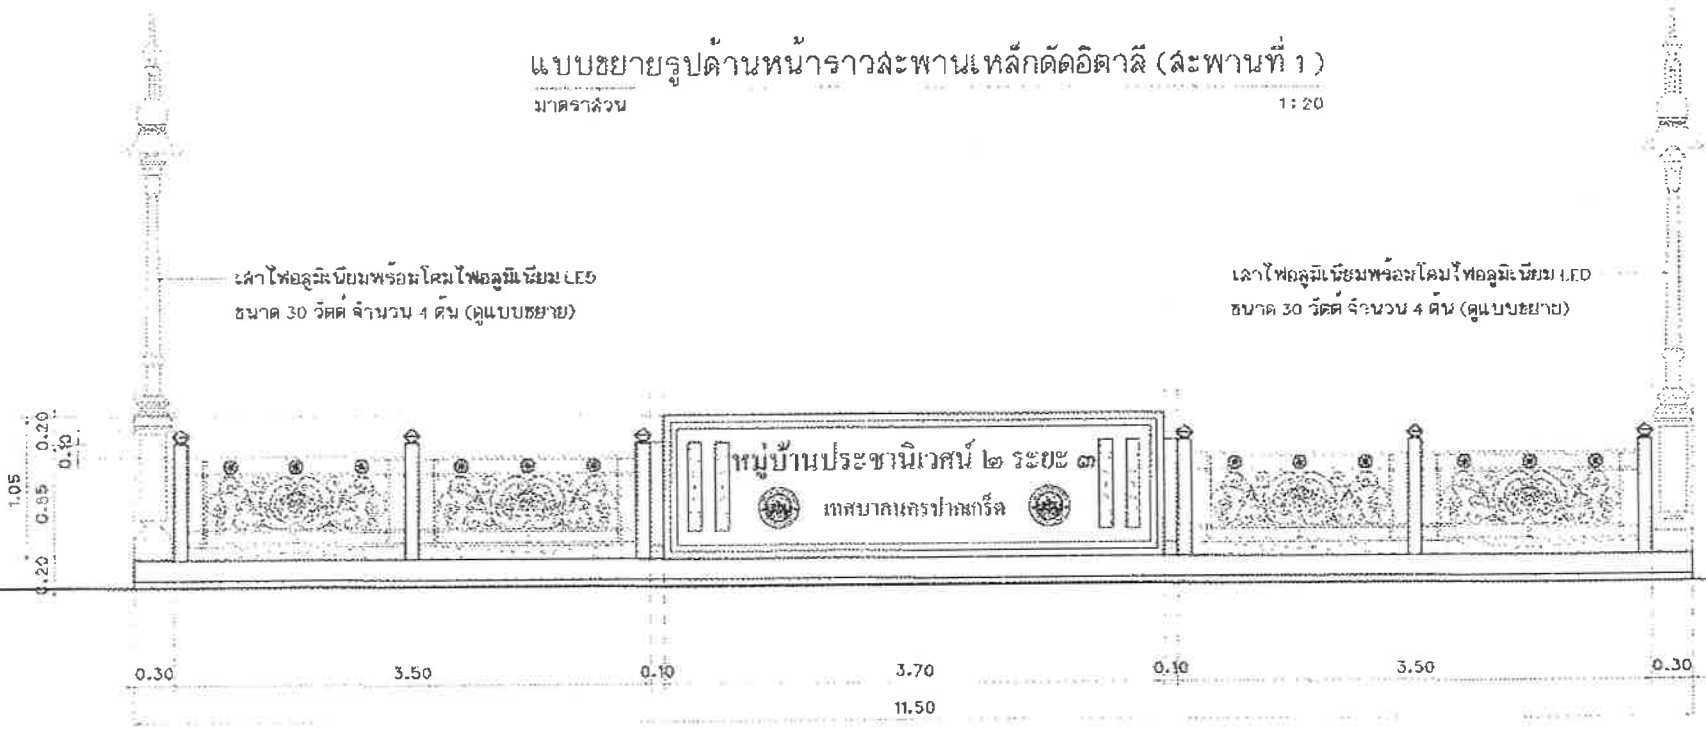 แบบขยายรูปด้านหน้าราวสะพานเหล็กดัดอิตาลี (สะพานที่ 1)
มาตราส่วน 1:20
เสาไฟอลูมิเนียมพร้อมโคมไฟอลูมิเนียม LED
ขนาด 30 วัตต์ จำนวน 4 ต้น (ดูแบบขยาย)
เสาไฟอลูมิเนียมพร้อมโคมไฟอลูมิเนียม LED
ขนาด 30 วัตต์ จำนวน 4 ต้น (ดูแบบขยาย)
หมู่บ้านประชานิเวศน์ ๒ ระยะ ๓
เทศบาลนครปากเกร็ด
1.05
0.20
0.10
0.85
0.20
0.30 3.50 0.10 3.70 0.10 3.50 0.30
11.50